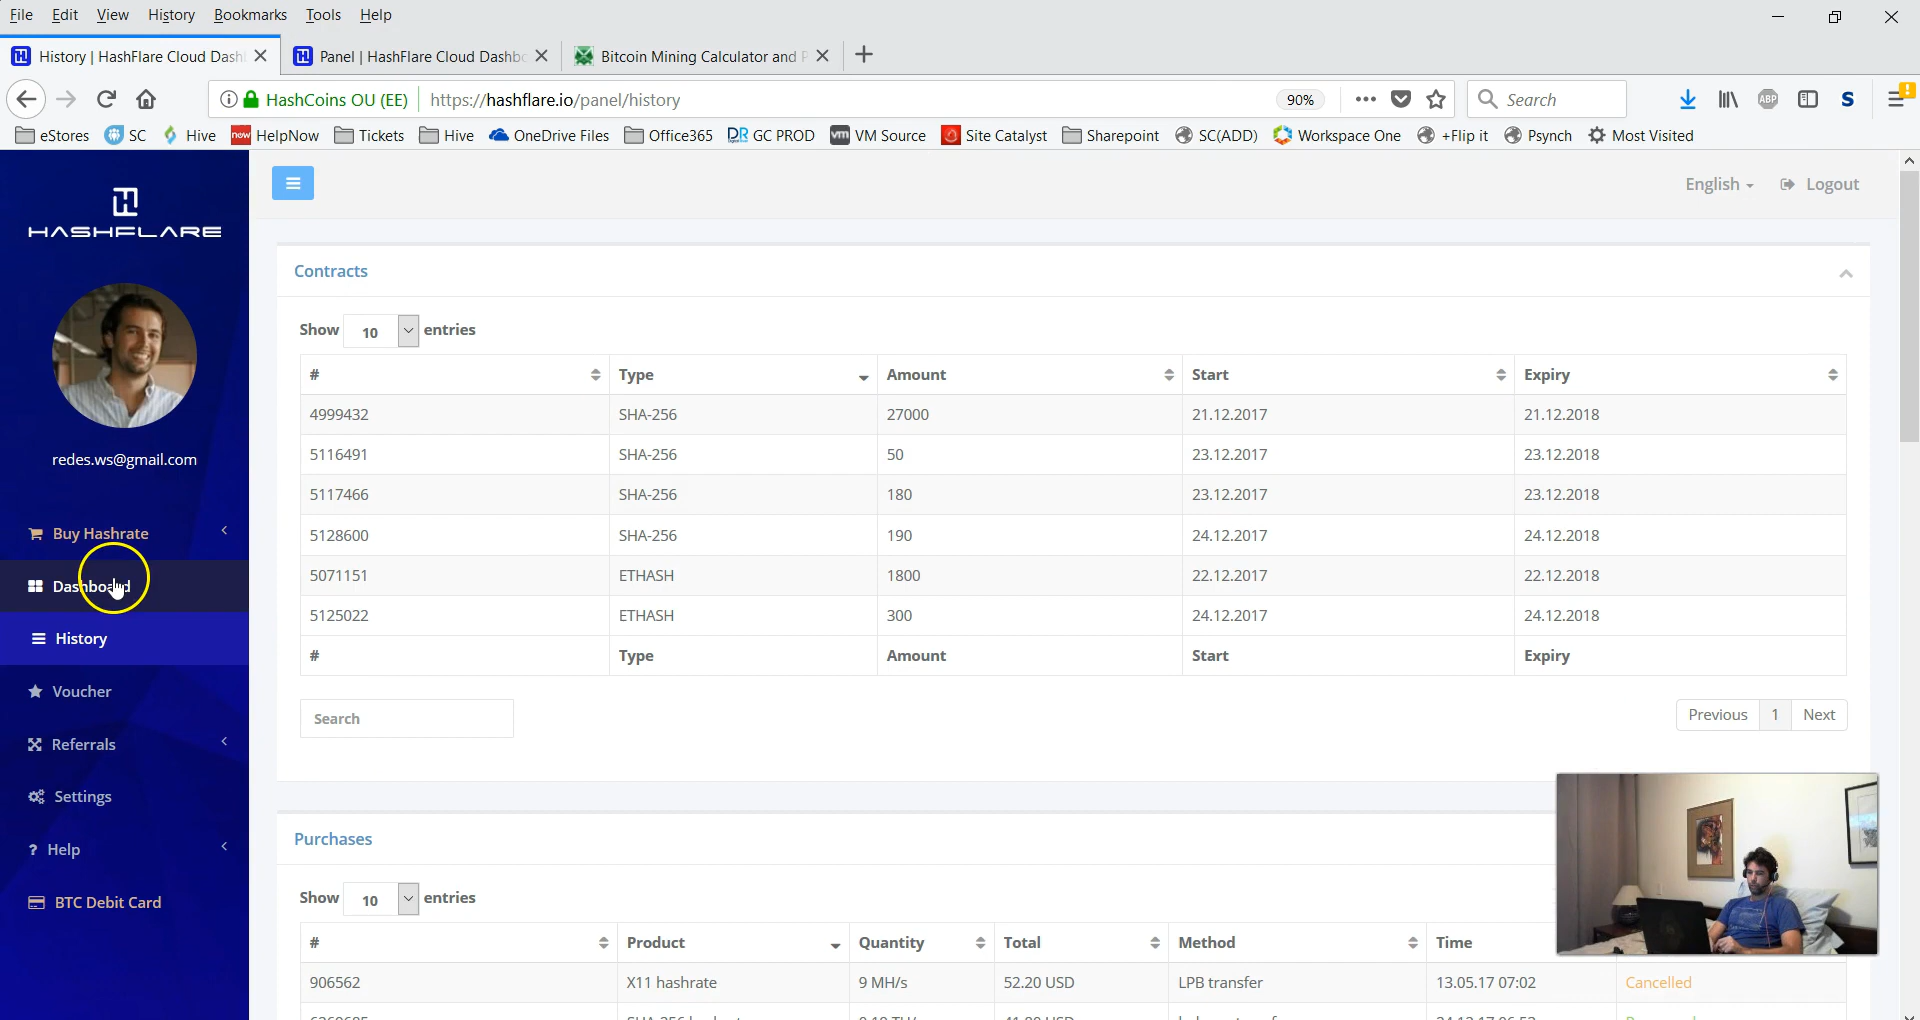 File Edit View History Bookmarks Tools Help
History | HashFlare Cloud Dash
Panel | HashFlare Cloud Dashbo
Bitcoin Mining Calculator and P
HashCoins OU (EE) https://hashflare.io/panel/history 90% Search ABP S
eStores SC Hive new HelpNow Tickets Hive OneDrive Files Office365 DR GC PROD vm VM Source Site Catalyst Sharepoint SC(ADD) Workspace One +Flip it Psynch Most Visited
English Logout
HASHFLARE
redes.ws@gmail.com
Buy Hashrate
Dashboard
History
Voucher
Referrals
Settings
? Help
BTC Debit Card
Contracts
Show 10 entries
# Type Amount Start Expiry
4999432 SHA-256 27000 21.12.2017 21.12.2018
5116491 SHA-256 50 23.12.2017 23.12.2018
5117466 SHA-256 180 23.12.2017 23.12.2018
5128600 SHA-256 190 24.12.2017 24.12.2018
5071151 ETHASH 1800 22.12.2017 22.12.2018
5125022 ETHASH 300 24.12.2017 24.12.2018
# Type Amount Start Expiry
Search
Previous 1 Next
Purchases
Show 10 entries
# Product Quantity Total Method Time
906562 X11 hashrate 9 MH/s 52.20 USD LPB transfer 13.05.17 07:02 Cancelled